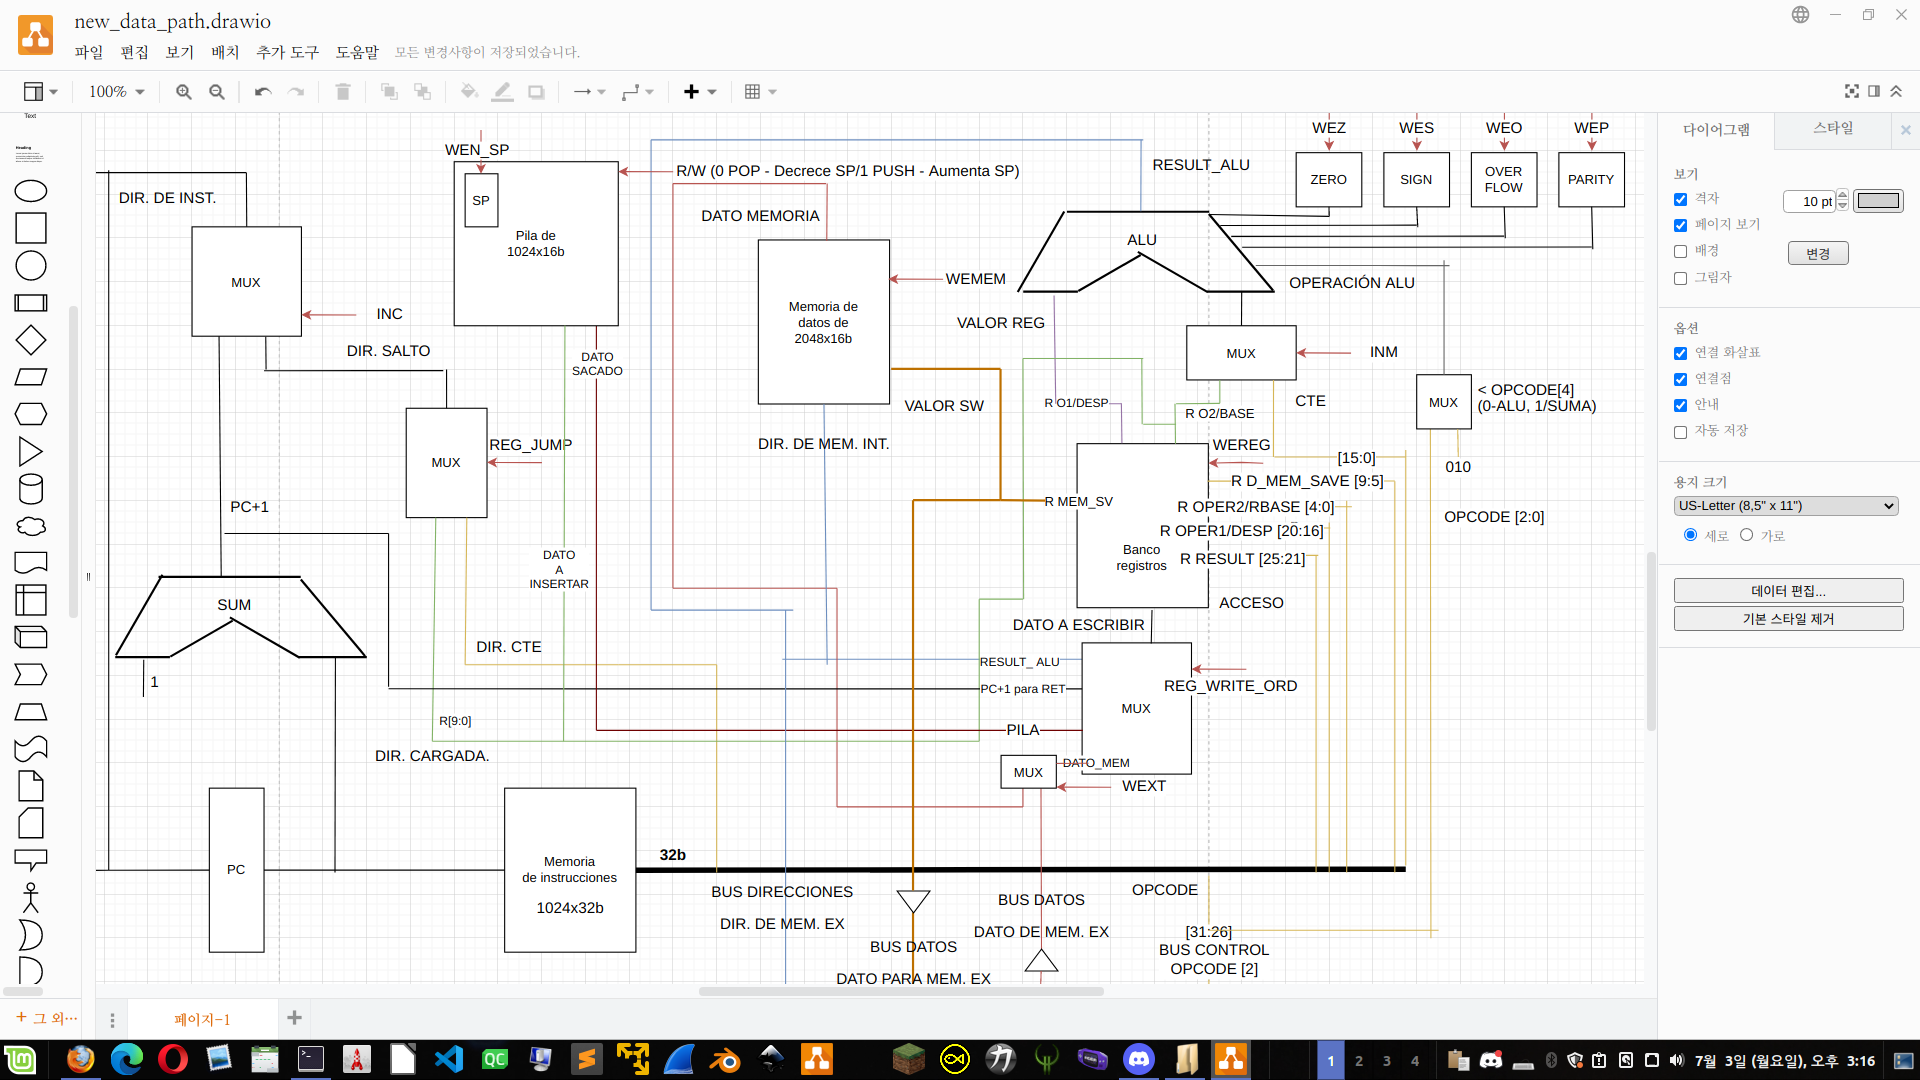 new_data_path.drawio
파일 편집 보기 배치 추가 도구 도움말 모든 변경사항이 저장되었습니다.
100%
Text
Heading
WEN_SP
SP
Pila de
1024x16b
R/W (0 POP - Decrece SP/1 PUSH - Aumenta SP)
DIR. DE INST.
MUX
INC
DIR. SALTO
DATO MEMORIA
Memoria de
datos de
2048x16b
WEMEM
DATO
SACADO
RESULT_ALU
ALU
WEZ
WES
WEO
WEP
ZERO
SIGN
OVER
FLOW
PARITY
OPERACIÓN ALU
VALOR REG
MUX
INM
VALOR SW
R O1/DESP
R O2/BASE
CTE
MUX
< OPCODE[4]
(0-ALU, 1/SUMA)
010
OPCODE [2:0]
DIR. DE MEM. INT.
MUX
REG_JUMP
WEREG
[15:0]
R D_MEM_SAVE [9:5]
R MEM_SV
R OPER2/RBASE [4:0]
R OPER1/DESP [20:16]
Banco
registros
R RESULT [25:21]
ACCESO
PC+1
DATO
A
INSERTAR
SUM
1
DIR. CTE
DATO A ESCRIBIR
RESULT_ ALU
PC+1 para RET
REG_WRITE_ORD
MUX
R[9:0]
PILA
DIR. CARGADA.
MUX
DATO_MEM
WEXT
PC
Memoria
de instrucciones
1024x32b
32b
BUS DIRECCIONES
DIR. DE MEM. EX
BUS DATOS
DATO PARA MEM. EX
BUS DATOS
DATO DE MEM. EX
OPCODE
[31:26]
BUS CONTROL
OPCODE [2]
다이어그램
스타일
보기
격자
10 pt
페이지 보기
배경
변경
그림자
옵션
연결 화살표
연결점
안내
자동 저장
용지 크기
US-Letter (8,5" x 11")
세로
가로
데이터 편집...
기본 스타일 제거
+ 그 외…
페이지-1
1 2 3 4
7월 3일 (월요일), 오후 3:16